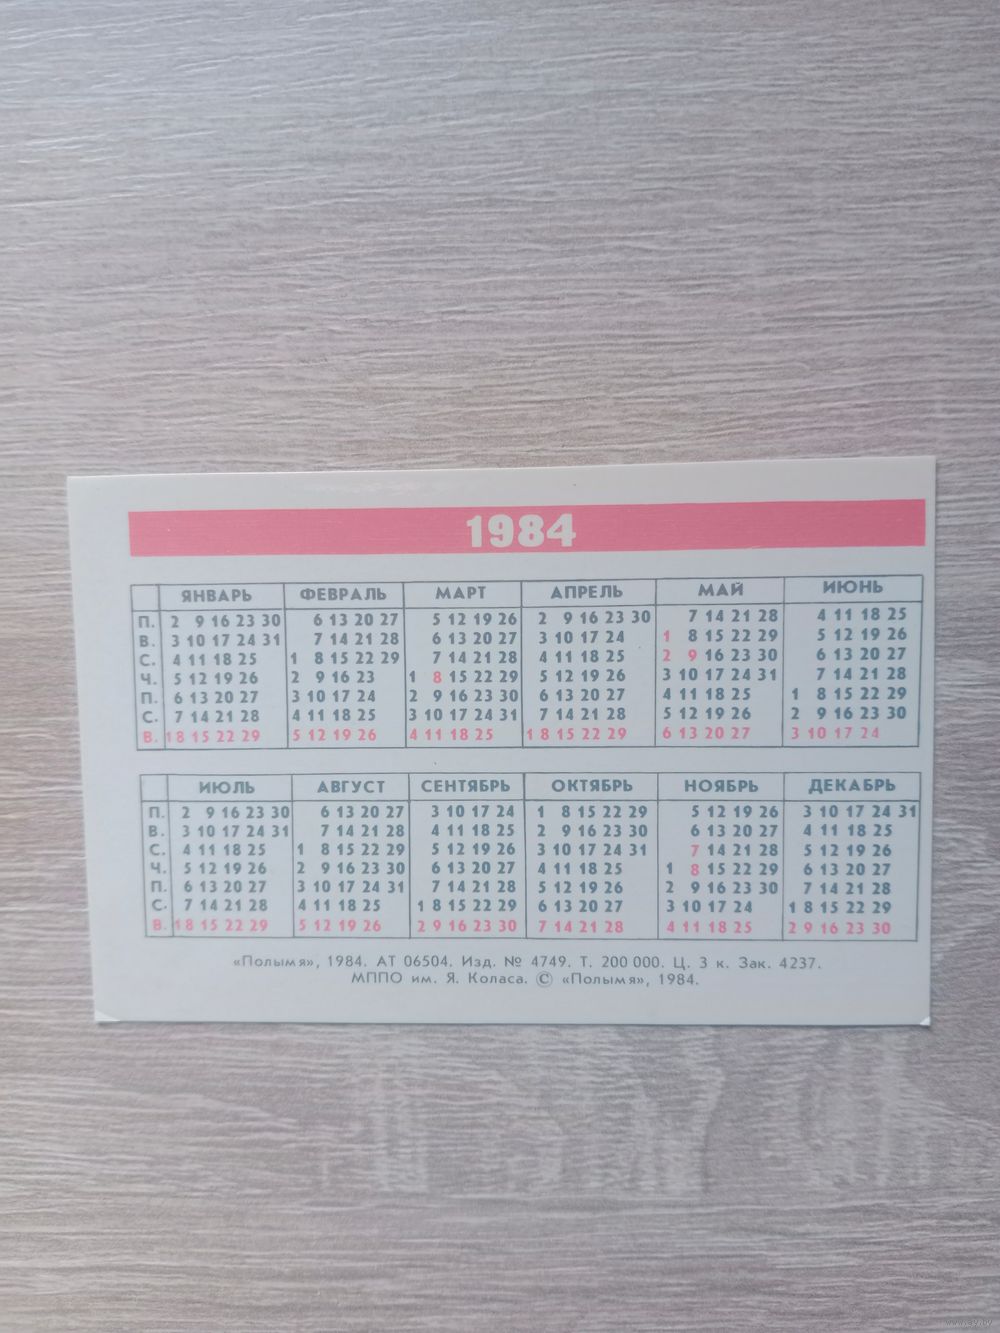 1984
ЯНВАРЬ ФЕВРАЛЬ МАРТ АПРЕЛЬ МАЙ ИЮНЬ
П. 2 9 16 23 30 6 13 20 27 5 12 19 26 2 9 16 23 30 7 14 21 28 4 11 18 25
В. 3 10 17 24 31 7 14 21 28 6 13 20 27 3 10 17 24 1 8 15 22 29 5 12 19 26
С. 4 11 18 25 1 8 15 22 29 7 14 21 28 4 11 18 25 2 9 16 23 30 6 13 20 27
Ч. 5 12 19 26 2 9 16 23 1 8 15 22 29 5 12 19 26 3 10 17 24 31 7 14 21 28
П. 6 13 20 27 3 10 17 24 2 9 16 23 30 6 13 20 27 4 11 18 25 1 8 15 22 29
С. 7 14 21 28 4 11 18 25 3 10 17 24 31 7 14 21 28 5 12 19 26 2 9 16 23 30
В. 1 8 15 22 29 5 12 19 26 4 11 18 25 1 8 15 22 29 6 13 20 27 3 10 17 24
ИЮЛЬ АВГУСТ СЕНТЯБРЬ ОКТЯБРЬ НОЯБРЬ ДЕКАБРЬ
П. 2 9 16 23 30 6 13 20 27 3 10 17 24 1 8 15 22 29 5 12 19 26 3 10 17 24 31
В. 3 10 17 24 31 7 14 21 28 4 11 18 25 2 9 16 23 30 6 13 20 27 4 11 18 25
С. 4 11 18 25 1 8 15 22 29 5 12 19 26 3 10 17 24 31 7 14 21 28 5 12 19 26
Ч. 5 12 19 26 2 9 16 23 30 6 13 20 27 4 11 18 25 1 8 15 22 29 6 13 20 27
П. 6 13 20 27 3 10 17 24 31 7 14 21 28 5 12 19 26 2 9 16 23 30 7 14 21 28
С. 7 14 21 28 4 11 18 25 1 8 15 22 29 6 13 20 27 3 10 17 24 1 8 15 22 29
В. 1 8 15 22 29 5 12 19 26 2 9 16 23 30 7 14 21 28 4 11 18 25 2 9 16 23 30
«Полымя», 1984. АТ 06504. Изд. № 4749. Т. 200 000. Ц. 3 к. Зак. 4237.
МППО им. Я. Коласа. © «Полымя», 1984.